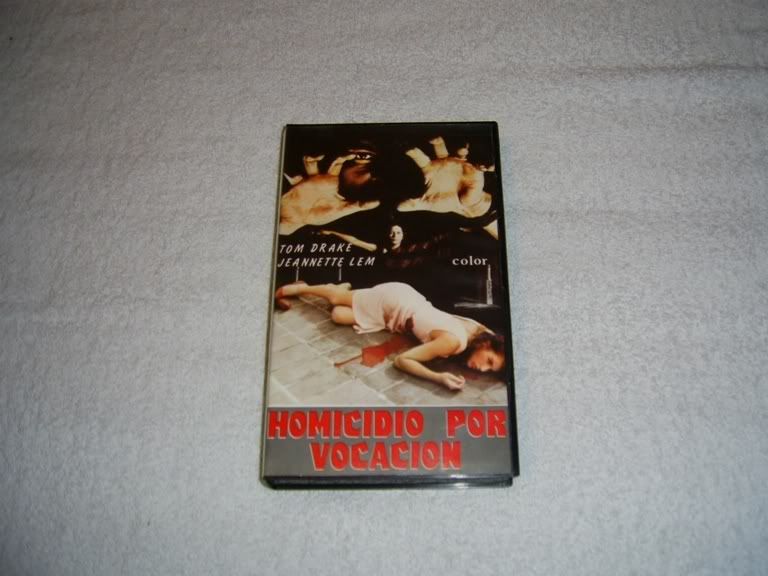 TOM DRAKE
JEANNETTE LEM
color
HOMICIDIO POR
VOCACION